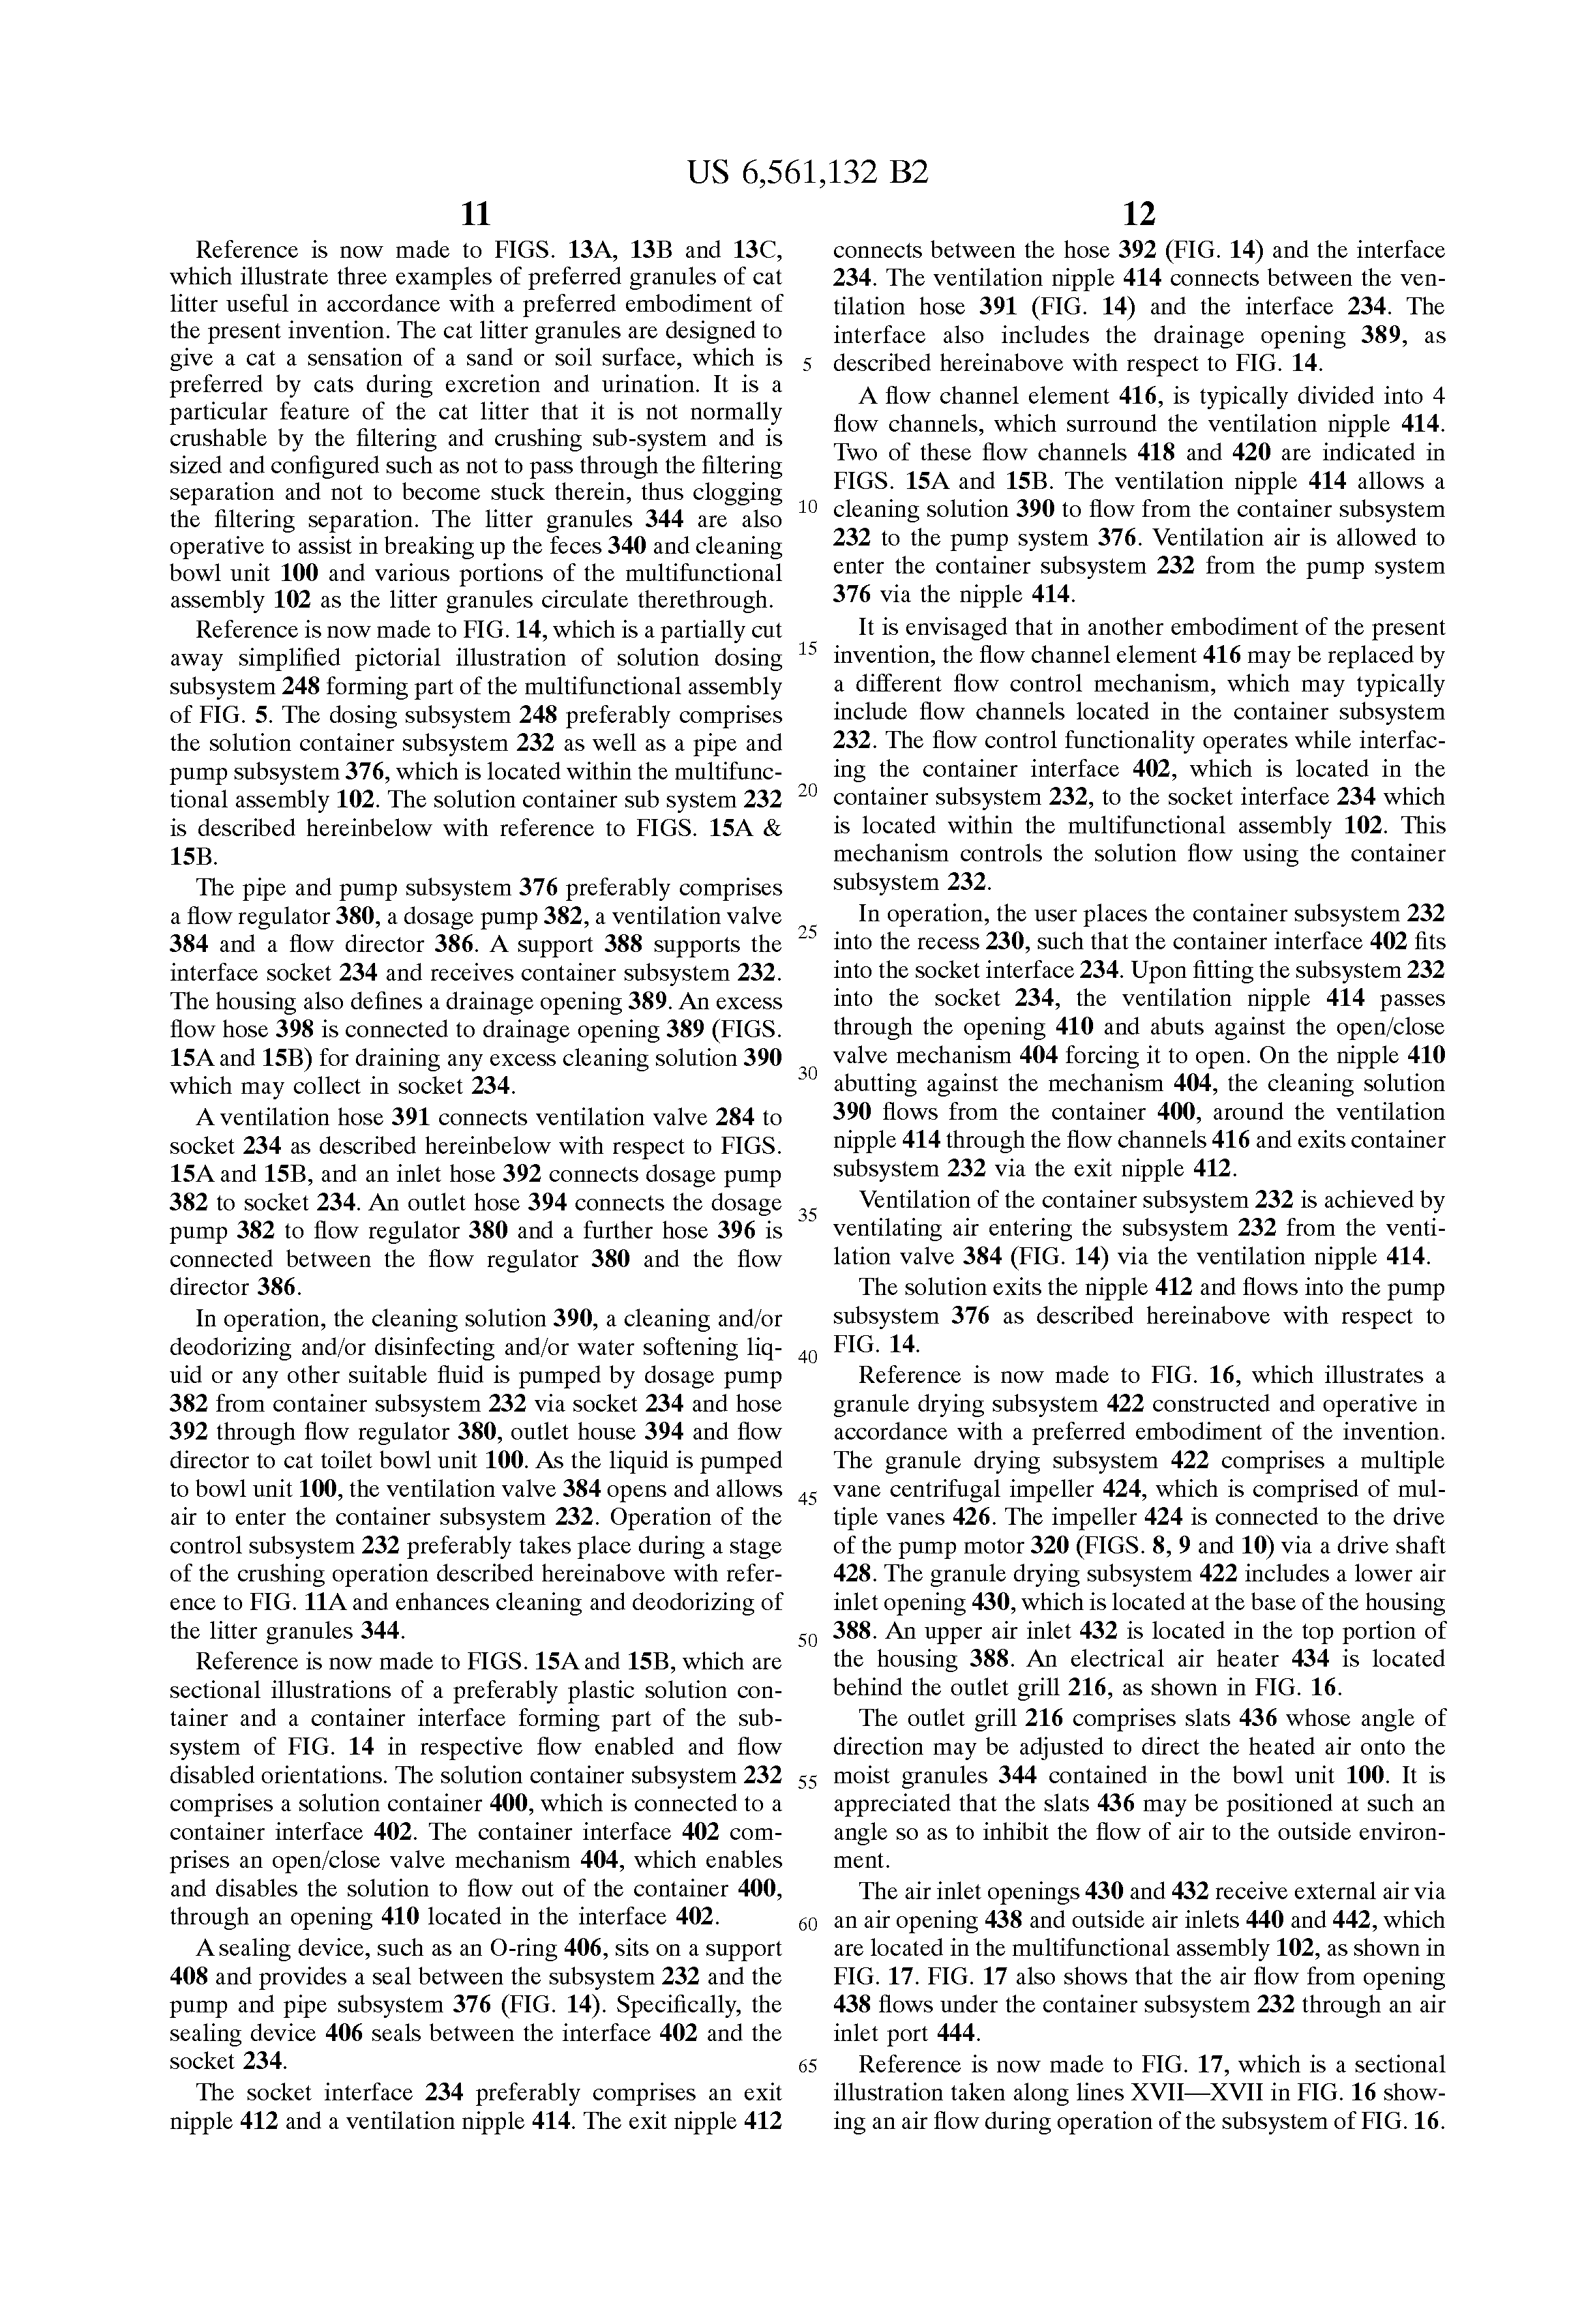 US 6,561,132 B2
11
Reference is now made to FIGS. 13A, 13B and 13C,
which illustrate three examples of preferred granules of cat
litter useful in accordance with a preferred embodiment of
the present invention. The cat litter granules are designed to
give a cat a sensation of a sand or soil surface, which is
preferred by cats during excretion and urination. It is a
particular feature of the cat litter that it is not normally
crushable by the filtering and crushing sub-system and is
sized and configured such as not to pass through the filtering
separation and not to become stuck therein, thus clogging
the filtering separation. The litter granules 344 are also
operative to assist in breaking up the feces 340 and cleaning
bowl unit 100 and various portions of the multifunctional
assembly 102 as the litter granules circulate therethrough.
Reference is now made to FIG. 14, which is a partially cut
away simplified pictorial illustration of solution dosing
subsystem 248 forming part of the multifunctional assembly
of FIG. 5. The dosing subsystem 248 preferably comprises
the solution container subsystem 232 as well as a pipe and
pump subsystem 376, which is located within the multifunc-
tional assembly 102. The solution container sub system 232
is described hereinbelow with reference to FIGS. 15A &
15B.
The pipe and pump subsystem 376 preferably comprises
a flow regulator 380, a dosage pump 382, a ventilation valve
384 and a flow director 386. A support 388 supports the
interface socket 234 and receives container subsystem 232.
The housing also defines a drainage opening 389. An excess
flow hose 398 is connected to drainage opening 389 (FIGS.
15A and 15B) for draining any excess cleaning solution 390
which may collect in socket 234.
A ventilation hose 391 connects ventilation valve 284 to
socket 234 as described hereinbelow with respect to FIGS.
15A and 15B, and an inlet hose 392 connects dosage pump
382 to socket 234. An outlet hose 394 connects the dosage
pump 382 to flow regulator 380 and a further hose 396 is
connected between the flow regulator 380 and the flow
director 386.
In operation, the cleaning solution 390, a cleaning and/or
deodorizing and/or disinfecting and/or water softening liq-
uid or any other suitable fluid is pumped by dosage pump
382 from container subsystem 232 via socket 234 and hose
392 through flow regulator 380, outlet house 394 and flow
director to cat toilet bowl unit 100. As the liquid is pumped
to bowl unit 100, the ventilation valve 384 opens and allows
air to enter the container subsystem 232. Operation of the
control subsystem 232 preferably takes place during a stage
of the crushing operation described hereinabove with refer-
ence to FIG. 11A and enhances cleaning and deodorizing of
the litter granules 344.
Reference is now made to FIGS. 15A and 15B, which are
sectional illustrations of a preferably plastic solution con-
tainer and a container interface forming part of the sub-
system of FIG. 14 in respective flow enabled and flow
disabled orientations. The solution container subsystem 232
comprises a solution container 400, which is connected to a
container interface 402. The container interface 402 com-
prises an open/close valve mechanism 404, which enables
and disables the solution to flow out of the container 400,
through an opening 410 located in the interface 402.
A sealing device, such as an O-ring 406, sits on a support
408 and provides a seal between the subsystem 232 and the
pump and pipe subsystem 376 (FIG. 14). Specifically, the
sealing device 406 seals between the interface 402 and the
socket 234.
The socket interface 234 preferably comprises an exit
nipple 412 and a ventilation nipple 414. The exit nipple 412
5
10
15
20
25
30
35
40
45
50
55
60
65
12
connects between the hose 392 (FIG. 14) and the interface
234. The ventilation nipple 414 connects between the ven-
tilation hose 391 (FIG. 14) and the interface 234. The
interface also includes the drainage opening 389, as
described hereinabove with respect to FIG. 14.
A flow channel element 416, is typically divided into 4
flow channels, which surround the ventilation nipple 414.
Two of these flow channels 418 and 420 are indicated in
FIGS. 15A and 15B. The ventilation nipple 414 allows a
cleaning solution 390 to flow from the container subsystem
232 to the pump system 376. Ventilation air is allowed to
enter the container subsystem 232 from the pump system
376 via the nipple 414.
It is envisaged that in another embodiment of the present
invention, the flow channel element 416 may be replaced by
a different flow control mechanism, which may typically
include flow channels located in the container subsystem
232. The flow control functionality operates while interfac-
ing the container interface 402, which is located in the
container subsystem 232, to the socket interface 234 which
is located within the multifunctional assembly 102. This
mechanism controls the solution flow using the container
subsystem 232.
In operation, the user places the container subsystem 232
into the recess 230, such that the container interface 402 fits
into the socket interface 234. Upon fitting the subsystem 232
into the socket 234, the ventilation nipple 414 passes
through the opening 410 and abuts against the open/close
valve mechanism 404 forcing it to open. On the nipple 410
abutting against the mechanism 404, the cleaning solution
390 flows from the container 400, around the ventilation
nipple 414 through the flow channels 416 and exits container
subsystem 232 via the exit nipple 412.
Ventilation of the container subsystem 232 is achieved by
ventilating air entering the subsystem 232 from the venti-
lation valve 384 (FIG. 14) via the ventilation nipple 414.
The solution exits the nipple 412 and flows into the pump
subsystem 376 as described hereinabove with respect to
FIG. 14.
Reference is now made to FIG. 16, which illustrates a
granule drying subsystem 422 constructed and operative in
accordance with a preferred embodiment of the invention.
The granule drying subsystem 422 comprises a multiple
vane centrifugal impeller 424, which is comprised of mul-
tiple vanes 426. The impeller 424 is connected to the drive
of the pump motor 320 (FIGS. 8, 9 and 10) via a drive shaft
428. The granule drying subsystem 422 includes a lower air
inlet opening 430, which is located at the base of the housing
388. An upper air inlet 432 is located in the top portion of
the housing 388. An electrical air heater 434 is located
behind the outlet grill 216, as shown in FIG. 16.
The outlet grill 216 comprises slats 436 whose angle of
direction may be adjusted to direct the heated air onto the
moist granules 344 contained in the bowl unit 100. It is
appreciated that the slats 436 may be positioned at such an
angle so as to inhibit the flow of air to the outside environ-
ment.
The air inlet openings 430 and 432 receive external air via
an air opening 438 and outside air inlets 440 and 442, which
are located in the multifunctional assembly 102, as shown in
FIG. 17. FIG. 17 also shows that the air flow from opening
438 flows under the container subsystem 232 through an air
inlet port 444.
Reference is now made to FIG. 17, which is a sectional
illustration taken along lines XVII—XVII in FIG. 16 show-
ing an air flow during operation of the subsystem of FIG. 16.